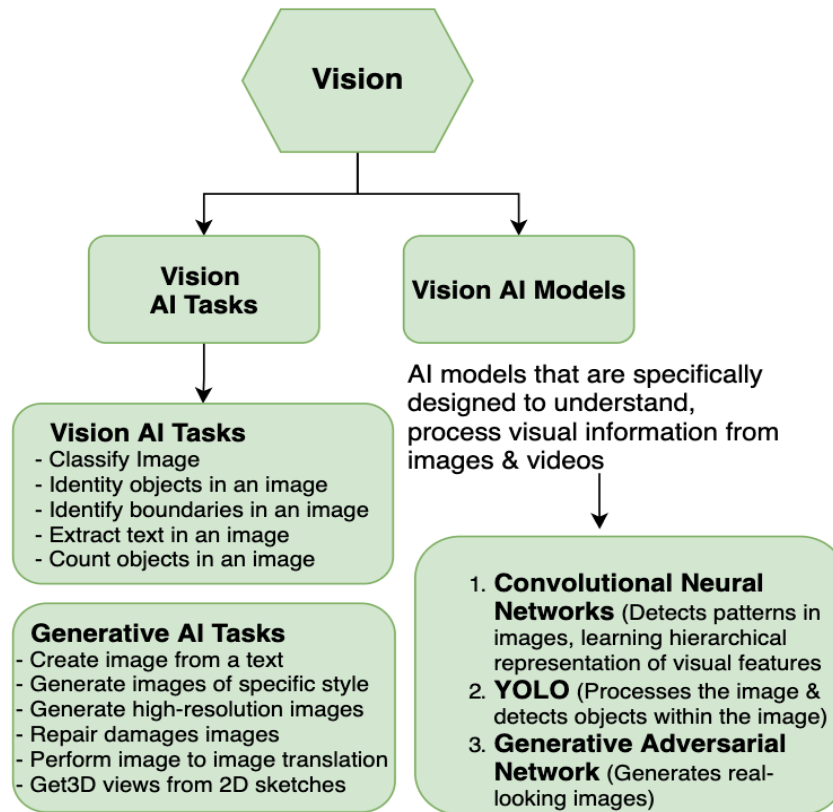 Vision
Vision
AI Tasks
Vision AI Models
AI models that are specifically
designed to understand,
process visual information from
images & videos
Vision AI Tasks
- Classify Image
- Identity objects in an image
- Identify boundaries in an image
- Extract text in an image
- Count objects in an image
Generative AI Tasks
- Create image from a text
- Generate images of specific style
- Generate high-resolution images
- Repair damages images
- Perform image to image translation
- Get3D views from 2D sketches
1. Convolutional Neural
Networks (Detects patterns in
images, learning hierarchical
representation of visual features
2. YOLO (Processes the image &
detects objects within the image)
3. Generative Adversarial
Network (Generates real-
looking images)